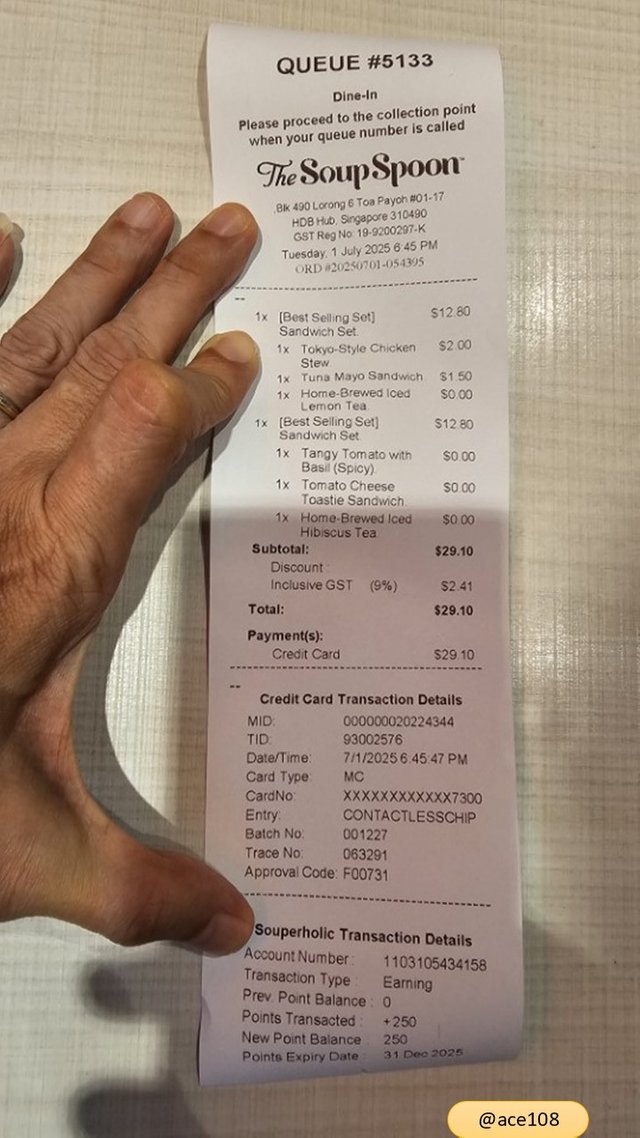 QUEUE #5133
Dine-In
Please proceed to the collection point
when your queue number is called
The SoupSpoon™
Blk 490 Lorong 6 Toa Payoh #01-17
HDB Hub, Singapore 310490
GST Reg No: 19-9200297-K
Tuesday, 1 July 2025 6:45 PM
ORD #20250701-054395
--
1x [Best Selling Set] $12.80
Sandwich Set.
1x Tokyo-Style Chicken $2.00
Stew.
1x Tuna Mayo Sandwich $1.50
1x Home-Brewed Iced $0.00
Lemon Tea.
1x [Best Selling Set] $12.80
Sandwich Set.
1x Tangy Tomato with $0.00
Basil (Spicy).
1x Tomato Cheese $0.00
Toastie Sandwich.
1x Home-Brewed Iced $0.00
Hibiscus Tea.
Subtotal: $29.10
Discount :
Inclusive GST (9%) $2.41
Total: $29.10
Payment(s):
Credit Card $29.10
--
Credit Card Transaction Details
MID: 000000020224344
TID: 93002576
Date/Time: 7/1/2025 6:45:47 PM
Card Type: MC
CardNo: XXXXXXXXXXXX7300
Entry: CONTACTLESSCHIP
Batch No: 001227
Trace No: 063291
Approval Code: F00731
Souperholic Transaction Details
Account Number : 1103105434158
Transaction Type : Earning
Prev. Point Balance : 0
Points Transacted : +250
New Point Balance : 250
Points Expiry Date : 31 Dec 2025
@ace108